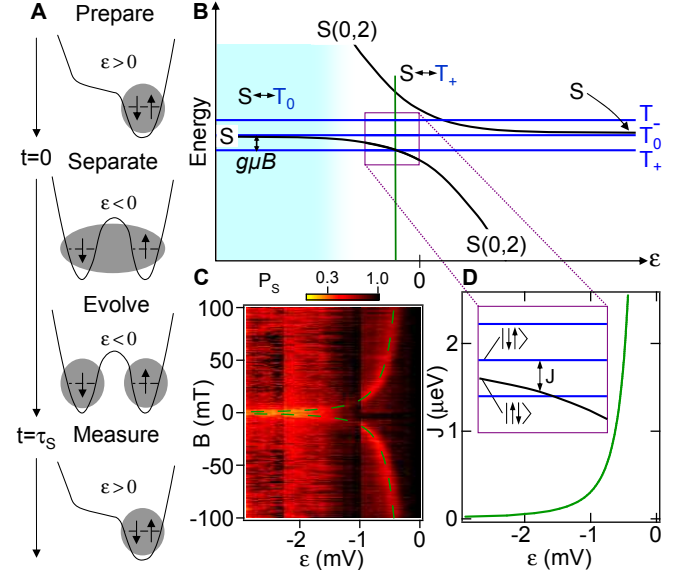 A
Prepare
ε>0
t=0
Separate
ε<0
Evolve
ε<0
t=τS
Measure
ε>0
B
Energy
S(0,2)
S↔T+
S↔T0
S
S
T-
T0
T+
gμB
S(0,2)
0
ε
C
PS
0.3
1.0
100
50
0
-50
-100
B (mT)
-2
-1
0
ε (mV)
D
J (μeV)
2
1
0
|↓↑⟩
J
|↑↓⟩
-2
-1
0
ε (mV)